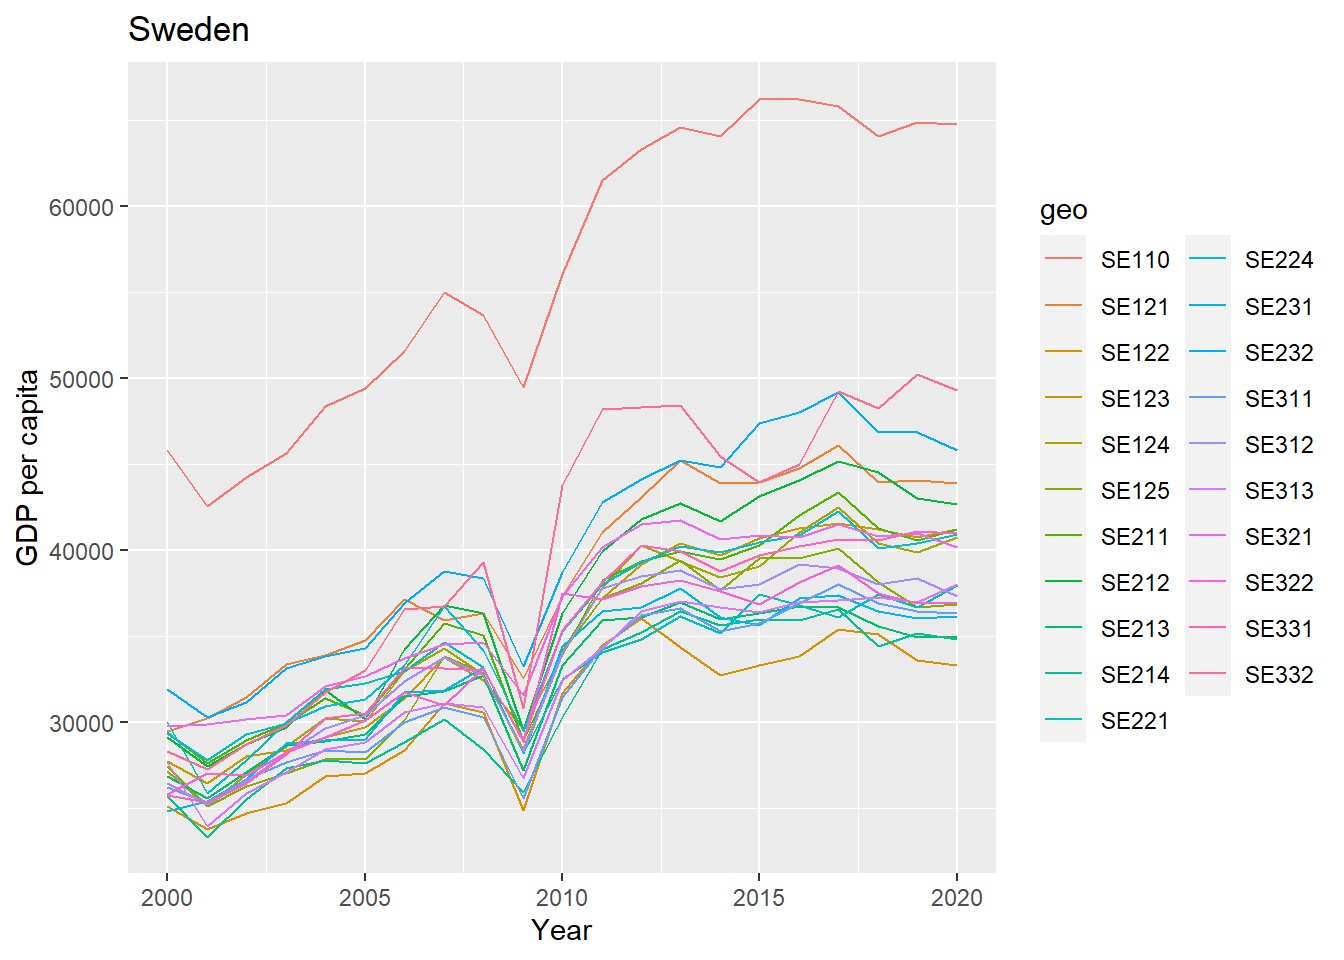 Sweden
GDP per capita
60000
50000
40000
30000
2000
2005
2010
2015
2020
Year
geo
SE110
SE121
SE122
SE123
SE124
SE125
SE211
SE212
SE213
SE214
SE221
SE224
SE231
SE232
SE311
SE312
SE313
SE321
SE322
SE331
SE332